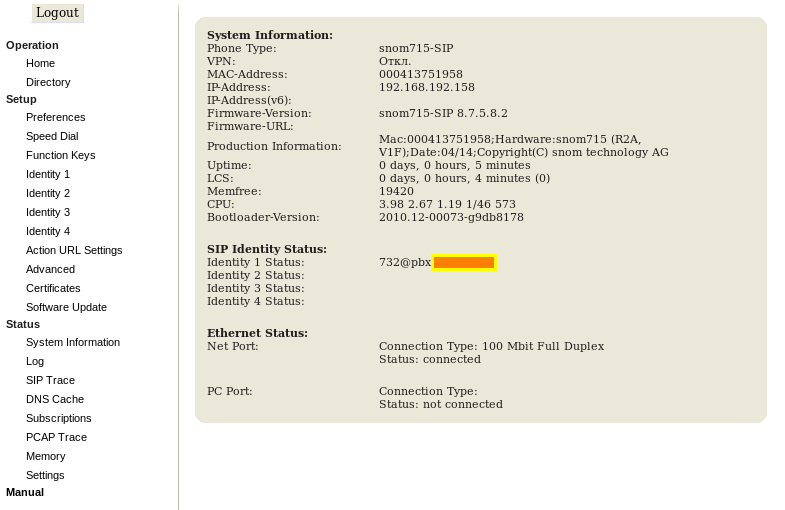 Logout
Operation
Home
Directory
Setup
Preferences
Speed Dial
Function Keys
Identity 1
Identity 2
Identity 3
Identity 4
Action URL Settings
Advanced
Certificates
Software Update
Status
System Information
Log
SIP Trace
DNS Cache
Subscriptions
PCAP Trace
Memory
Settings
Manual
System Information:
Phone Type: snom715-SIP
VPN: Откл.
MAC-Address: 000413751958
IP-Address: 192.168.192.158
IP-Address(v6):
Firmware-Version: snom715-SIP 8.7.5.8.2
Firmware-URL:
Production Information: Mac:000413751958;Hardware:snom715 (R2A,
V1F);Date:04/14;Copyright(C) snom technology AG
Uptime: 0 days, 0 hours, 5 minutes
LCS: 0 days, 0 hours, 4 minutes (0)
Memfree: 19420
CPU: 3.98 2.67 1.19 1/46 573
Bootloader-Version: 2010.12-00073-g9db8178
SIP Identity Status:
Identity 1 Status: 732@pbx
Identity 2 Status:
Identity 3 Status:
Identity 4 Status:
Ethernet Status:
Net Port: Connection Type: 100 Mbit Full Duplex
Status: connected
PC Port: Connection Type:
Status: not connected